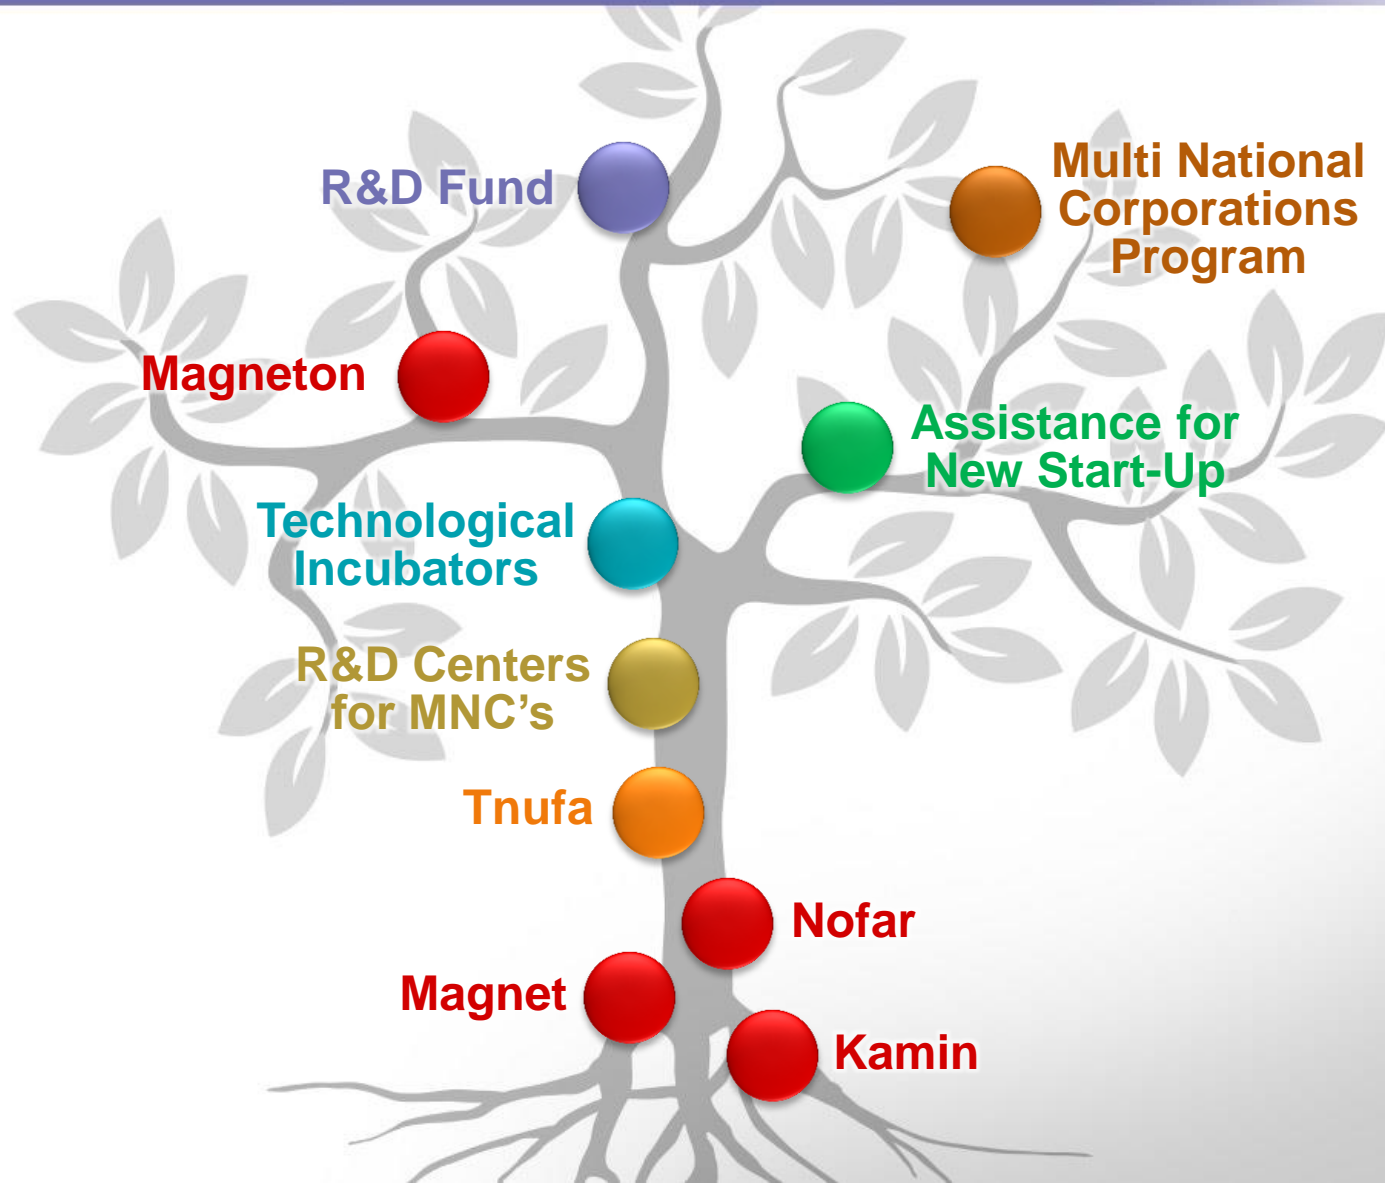 Multi National
Corporations
Program
R&D Fund
Magneton
Assistance for
New Start-Up
Technological
Incubators
R&D Centers
for MNC’s
Tnufa
Nofar
Magnet
Kamin